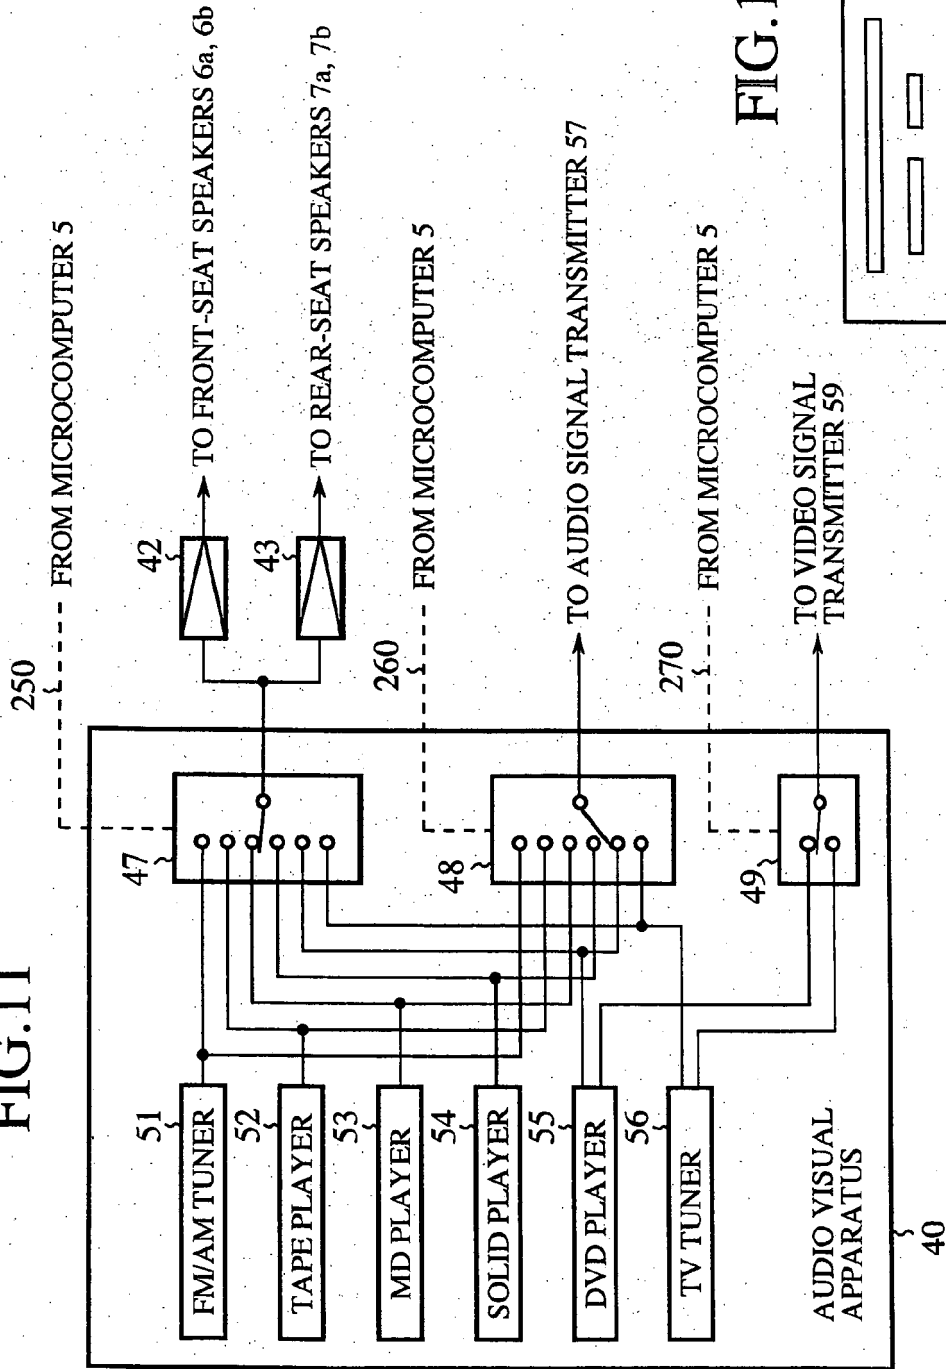 FIG.11
250
FROM MICROCOMPUTER 5
42
TO FRONT-SEAT SPEAKERS 6a, 6b
43
TO REAR-SEAT SPEAKERS 7a, 7b
260
FROM MICROCOMPUTER 5
TO AUDIO SIGNAL TRANSMITTER 57
270
FROM MICROCOMPUTER 5
TO VIDEO SIGNAL
TRANSMITTER 59
47
48
49
51
FM/AM TUNER
52
TAPE PLAYER
53
MD PLAYER
54
SOLID PLAYER
55
DVD PLAYER
56
TV TUNER
AUDIO VISUAL
APPARATUS
40
FIG.1